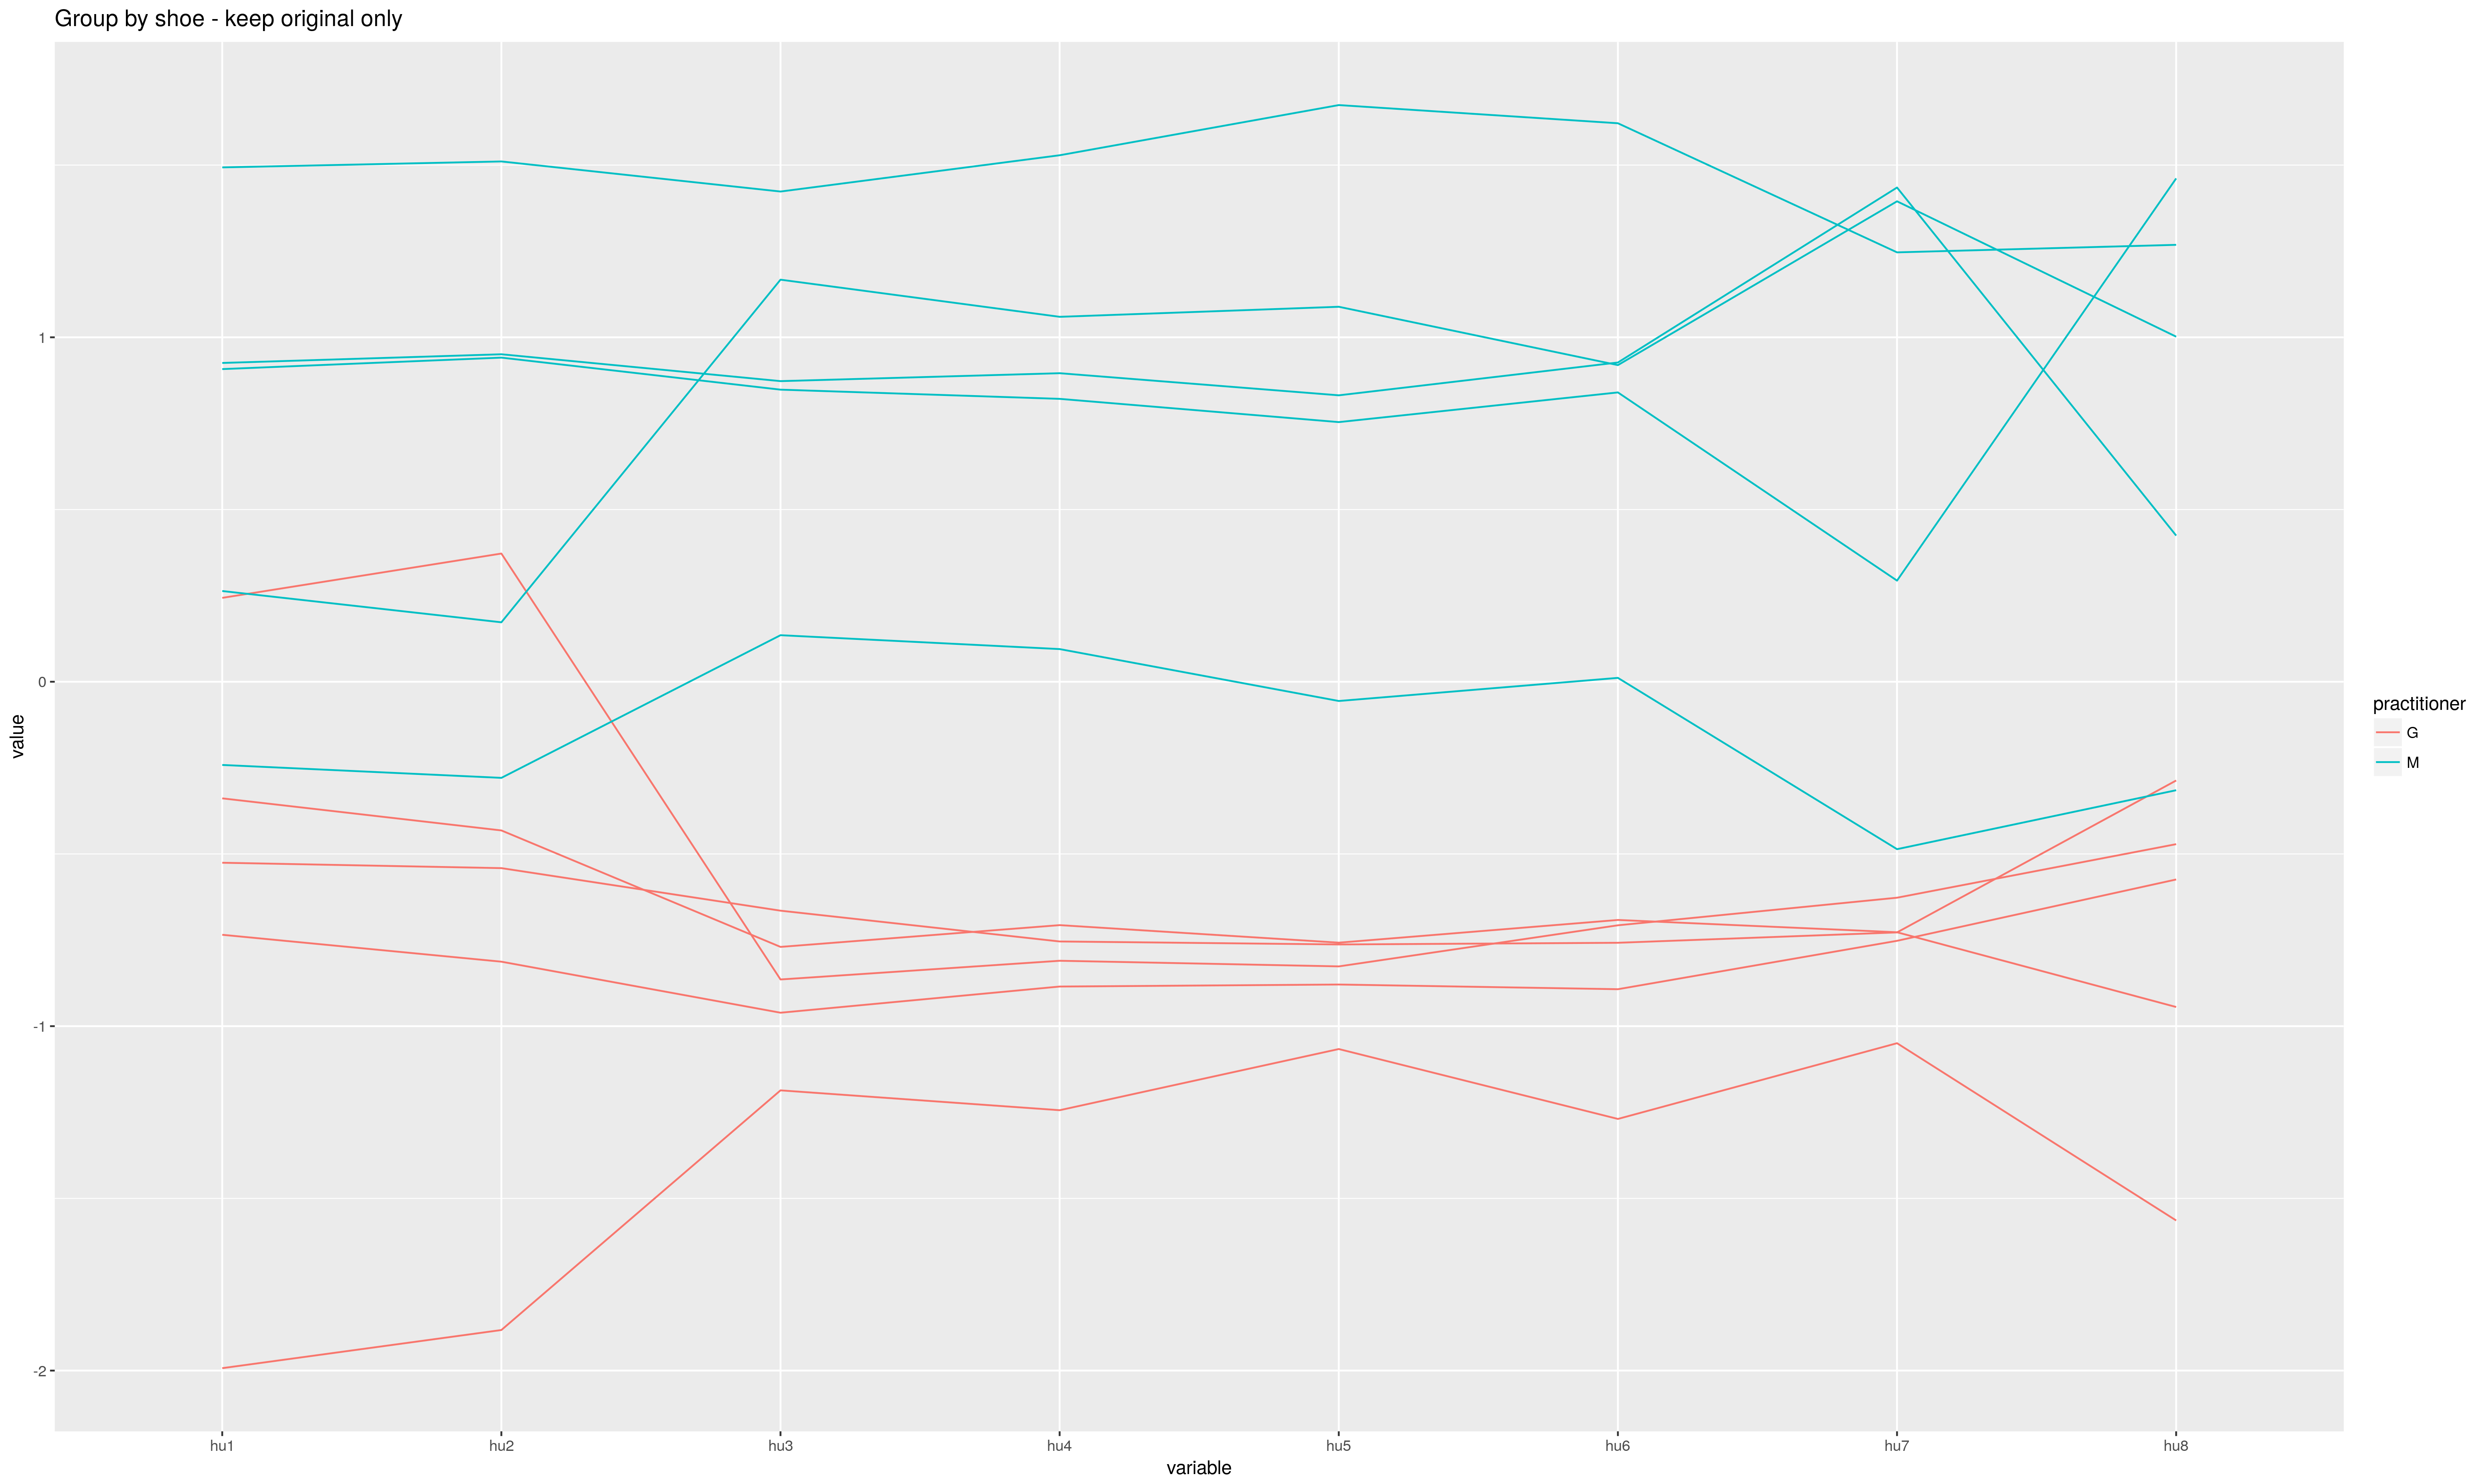 Group by shoe - keep original only
value
1
0
-1
-2
hu1 hu2 hu3 hu4 hu5 hu6 hu7 hu8
variable
practitioner
G
M